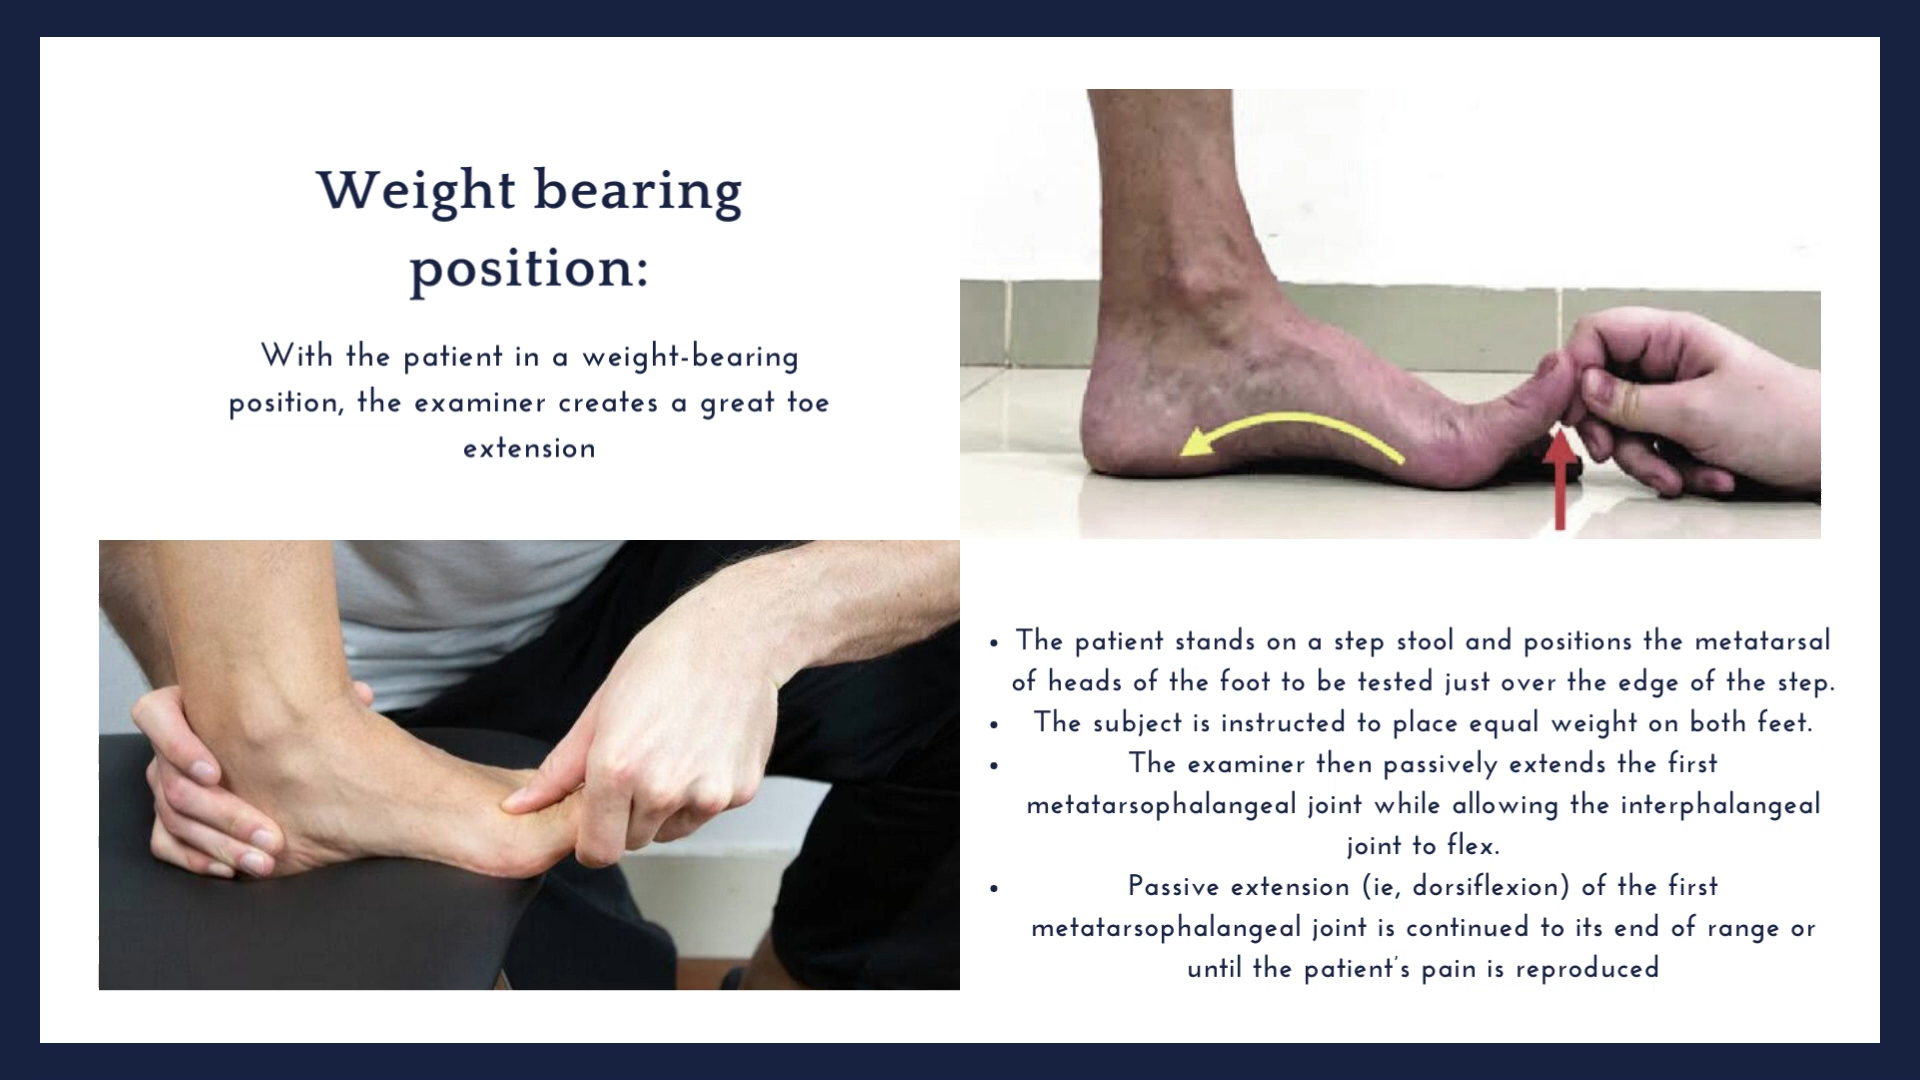 Weight bearing
position:
With the patient in a weight-bearing
position, the examiner creates a great toe
extension
• The patient stands on a step stool and positions the metatarsal
of heads of the foot to be tested just over the edge of the step.
• The subject is instructed to place equal weight on both feet.
• The examiner then passively extends the first
metatarsophalangeal joint while allowing the interphalangeal
joint to flex.
• Passive extension (ie, dorsiflexion) of the first
metatarsophalangeal joint is continued to its end of range or
until the patient's pain is reproduced